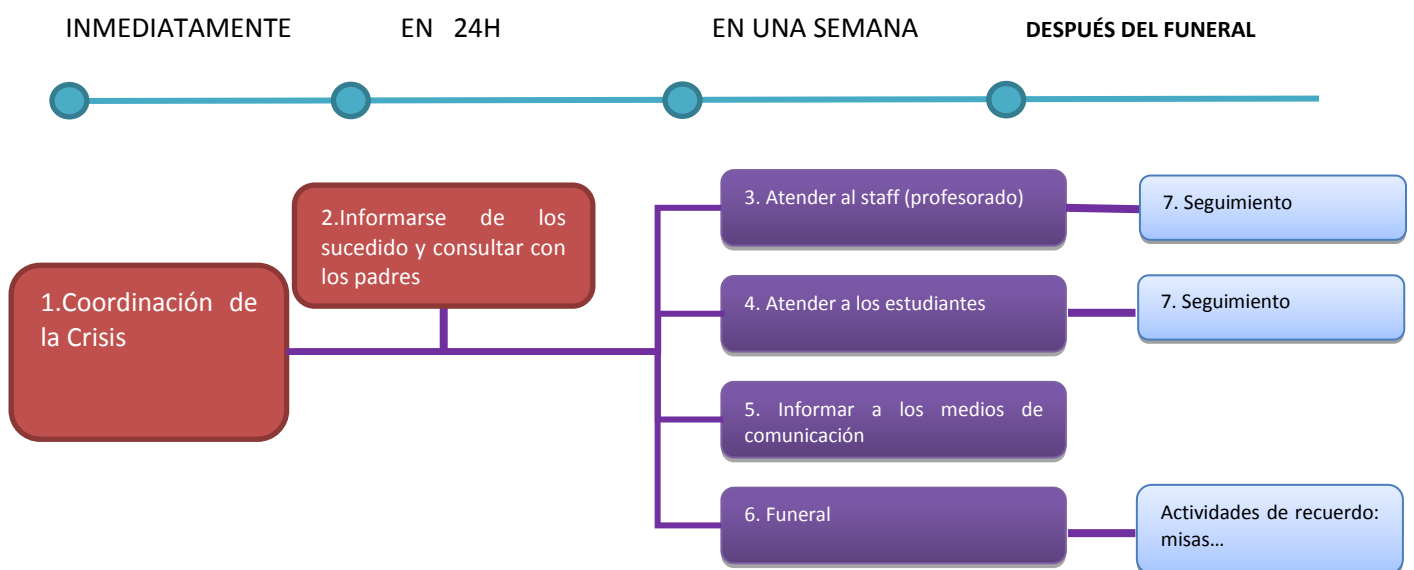 INMEDIATAMENTE EN 24H EN UNA SEMANA DESPUÉS DEL FUNERAL
1.Coordinación de
la Crisis
2.Informarse de los
sucedido y consultar con
los padres
3. Atender al staff (profesorado)
7. Seguimiento
4. Atender a los estudiantes
7. Seguimiento
5. Informar a los medios de
comunicación
6. Funeral
Actividades de recuerdo:
misas...